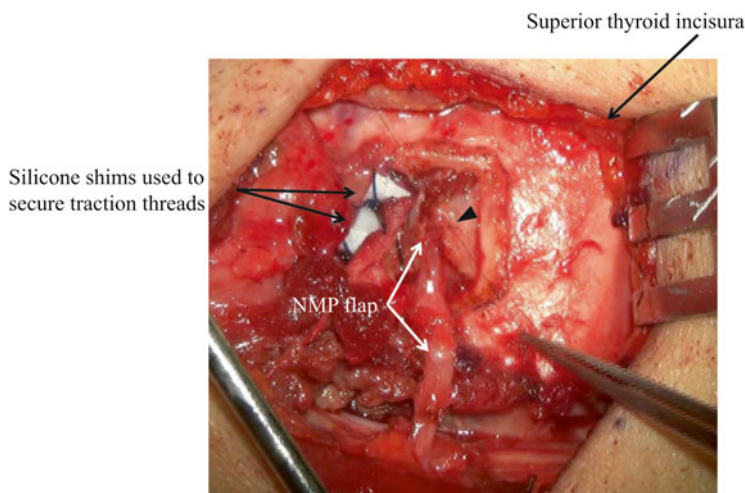 Superior thyroid incisura
Silicone shims used to
secure traction threads
NMP flap